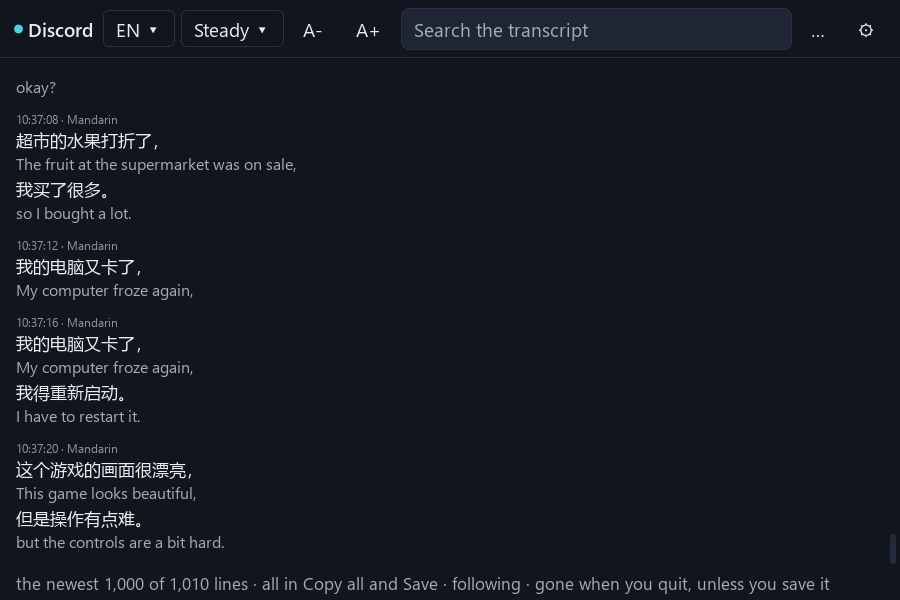 Discord EN ▼ Steady ▼ A- A+ Search the transcript ... ⚙
okay?
10:37:08 · Mandarin
超市的水果打折了，
The fruit at the supermarket was on sale,
我买了很多。
so I bought a lot.
10:37:12 · Mandarin
我的电脑又卡了，
My computer froze again,
10:37:16 · Mandarin
我的电脑又卡了，
My computer froze again,
我得重新启动。
I have to restart it.
10:37:20 · Mandarin
这个游戏的画面很漂亮，
This game looks beautiful,
但是操作有点难。
but the controls are a bit hard.
the newest 1,000 of 1,010 lines · all in Copy all and Save · following · gone when you quit, unless you save it